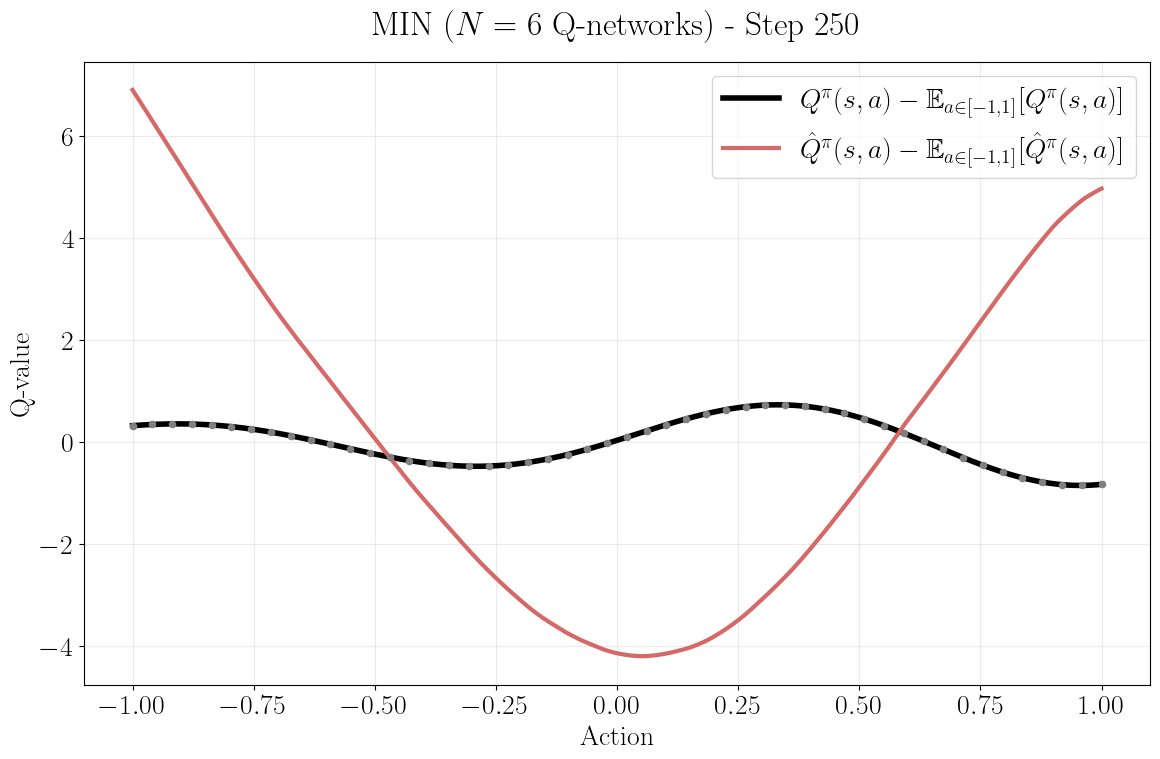 MIN (N = 6 Q-networks) - Step 250
Q^π(s, a) − 𝔼_{a∈[−1,1]}[Q^π(s, a)]
Q̂^π(s, a) − 𝔼_{a∈[−1,1]}[Q̂^π(s, a)]
Q-value
6
4
2
0
−2
−4
−1.00 −0.75 −0.50 −0.25 0.00 0.25 0.50 0.75 1.00
Action